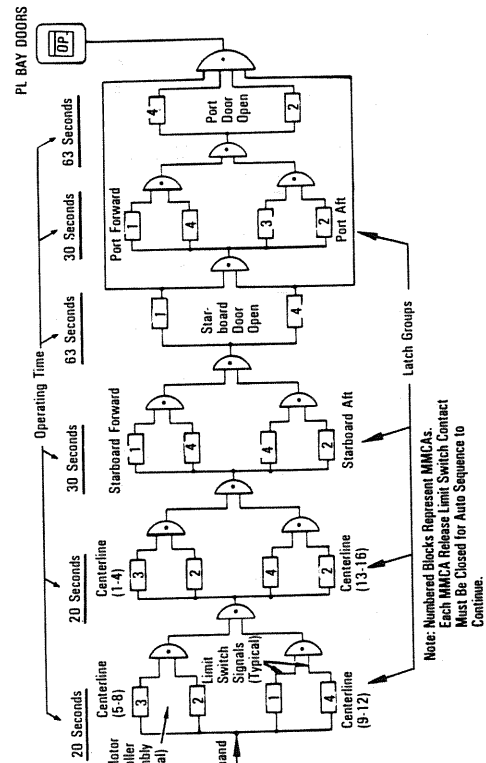 PL BAY DOORS
OP
Operating Time
20 Seconds
20 Seconds
30 Seconds
63 Seconds
30 Seconds
63 Seconds
Centerline
(5-8)
3
2
Limit
Switch
Signals
(Typical)
1
4
Centerline
(9-12)
Centerline
(1-4)
3
2
4
2
Centerline
(13-16)
Starboard Forward
1
4
4
2
Starboard Aft
1
Star-
board
Door
Open
4
Port Forward
1
4
3
2
Port Aft
4
Port
Door
Open
2
Latch Groups
Note: Numbered Blocks Represent MMCAs.
Each MMCA Release Limit Switch Contact
Must Be Closed for Auto Sequence to
Continue.